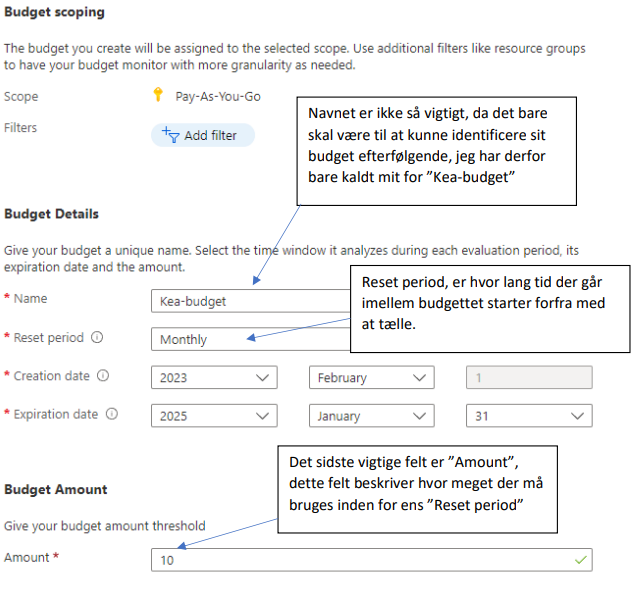 Budget scoping
The budget you create will be assigned to the selected scope. Use additional filters like resource groups
to have your budget monitor with more granularity as needed.
Scope
Pay-As-You-Go
Filters
Add filter
Navnet er ikke så vigtigt, da det bare
skal være til at kunne identificere sit
budget efterfølgende, jeg har derfor
bare kaldt mit for ”Kea-budget”
Budget Details
Give your budget a unique name. Select the time window it analyzes during each evaluation period, its
expiration date and the amount.
Reset period, er hvor lang tid der går
imellem budgettet starter forfra med
at tælle.
* Name
Kea-budget
* Reset period
Monthly
* Creation date
2023 February 1
* Expiration date
2025 January 31
Det sidste vigtige felt er ”Amount”,
dette felt beskriver hvor meget der må
bruges inden for ens ”Reset period”
Budget Amount
Give your budget amount threshold
Amount *
10